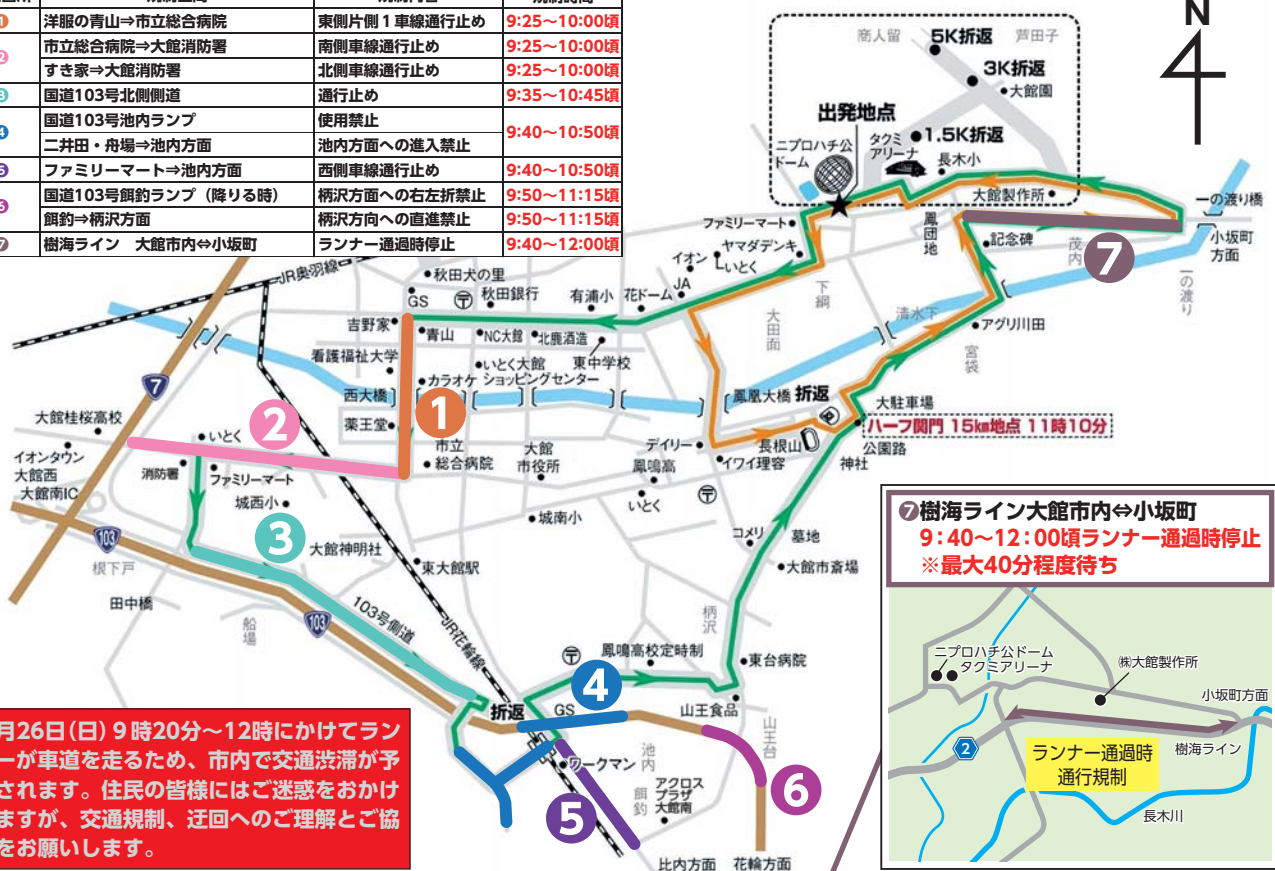 1 洋服の青山⇒市立総合病院 東側片側1車線通行止め 9:25～10:00頃
2 市立総合病院⇒大館消防署 南側車線通行止め 9:25～10:00頃
すき家⇒大館消防署 北側車線通行止め 9:25～10:00頃
3 国道103号北側側道 通行止め 9:35～10:45頃
4 国道103号池内ランプ 使用禁止 9:40～10:50頃
二井田・舟場⇒池内方面 池内方面への進入禁止
5 ファミリーマート⇒池内方面 西側車線通行止め 9:40～10:50頃
6 国道103号餌釣ランプ（降りる時） 柄沢方面への右左折禁止 9:50～11:15頃
餌釣⇒柄沢方面 柄沢方向への直進禁止 9:50～11:15頃
7 樹海ライン 大館市内⇔小坂町 ランナー通過時停止 9:40～12:00頃
N
商人留
5K折返
芦田子
3K折返
大館園
出発地点
1.5K折返
ニプロハチ公
ドーム
タクミ
アリーナ
長木小
大館製作所
一の渡り橋
小坂町
方面
ファミリーマート
ヤマダデンキ
イオン
いとく
鳳団地
記念碑
茂内
7
一の渡り
JR奥羽線
秋田犬の里
GS
〒
秋田銀行
有浦小
花ドーム
JA
下綱
大田面
清水下
アグリ川田
宮袋
吉野家
青山
NC大館
北鹿酒造
東中学校
看護福祉大学
いとく大館
ショッピングセンター
カラオケ
西大橋
1
鳳凰大橋
折返
大駐車場
ハーフ関門 15km地点 11時10分
公園路
神社
7
大館桂桜高校
2
いとく
薬王堂
市立
総合病院
大館
市役所
デイリー
長根山
イワイ理容
鳳鳴高
いとく
〒
イオンタウン
大館西
大館南IC
消防署
ファミリーマート
城西小
城南小
コメリ
墓地
大館市斎場
103
3
大館神明社
東大館駅
根下戸
田中橋
船場
103
103号側道
JR花輪線
柄沢
〒
鳳鳴高校定時制
東台病院
4
折返
GS
山王食品
山王台
池内
ワークマン
5
餌釣
アクロス
プラザ
大館南
6
比内方面
花輪方面
月26日(日)9時20分～12時にかけてラン
ーが車道を走るため、市内で交通渋滞が予
されます。住民の皆様にはご迷惑をおかけ
ますが、交通規制、迂回へのご理解とご協
をお願いします。
7樹海ライン大館市内⇔小坂町
9:40～12:00頃ランナー通過時停止
※最大40分程度待ち
ニプロハチ公ドーム
タクミアリーナ
㈱大館製作所
小坂町方面
2
ランナー通過時
通行規制
樹海ライン
長木川